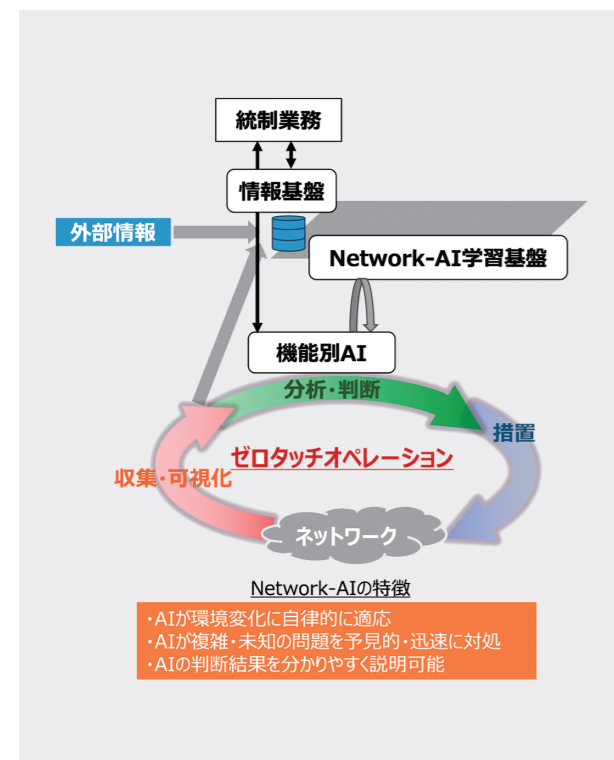 統制業務
情報基盤
外部情報
Network-AI学習基盤
機能別AI
分析・判断
措置
ゼロタッチオペレーション
収集・可視化
ネットワーク
Network-AIの特徴
・AIが環境変化に自律的に適応
・AIが複雑・未知の問題を予見的・迅速に対処
・AIの判断結果を分かりやすく説明可能